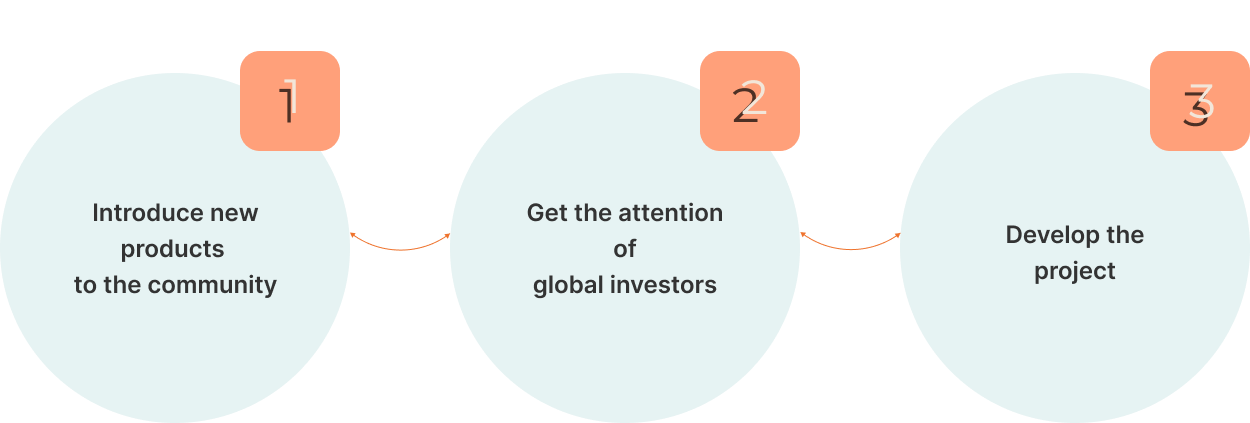 1
Introduce new
products
to the community
2
Get the attention
of
global investors
3
Develop the
project